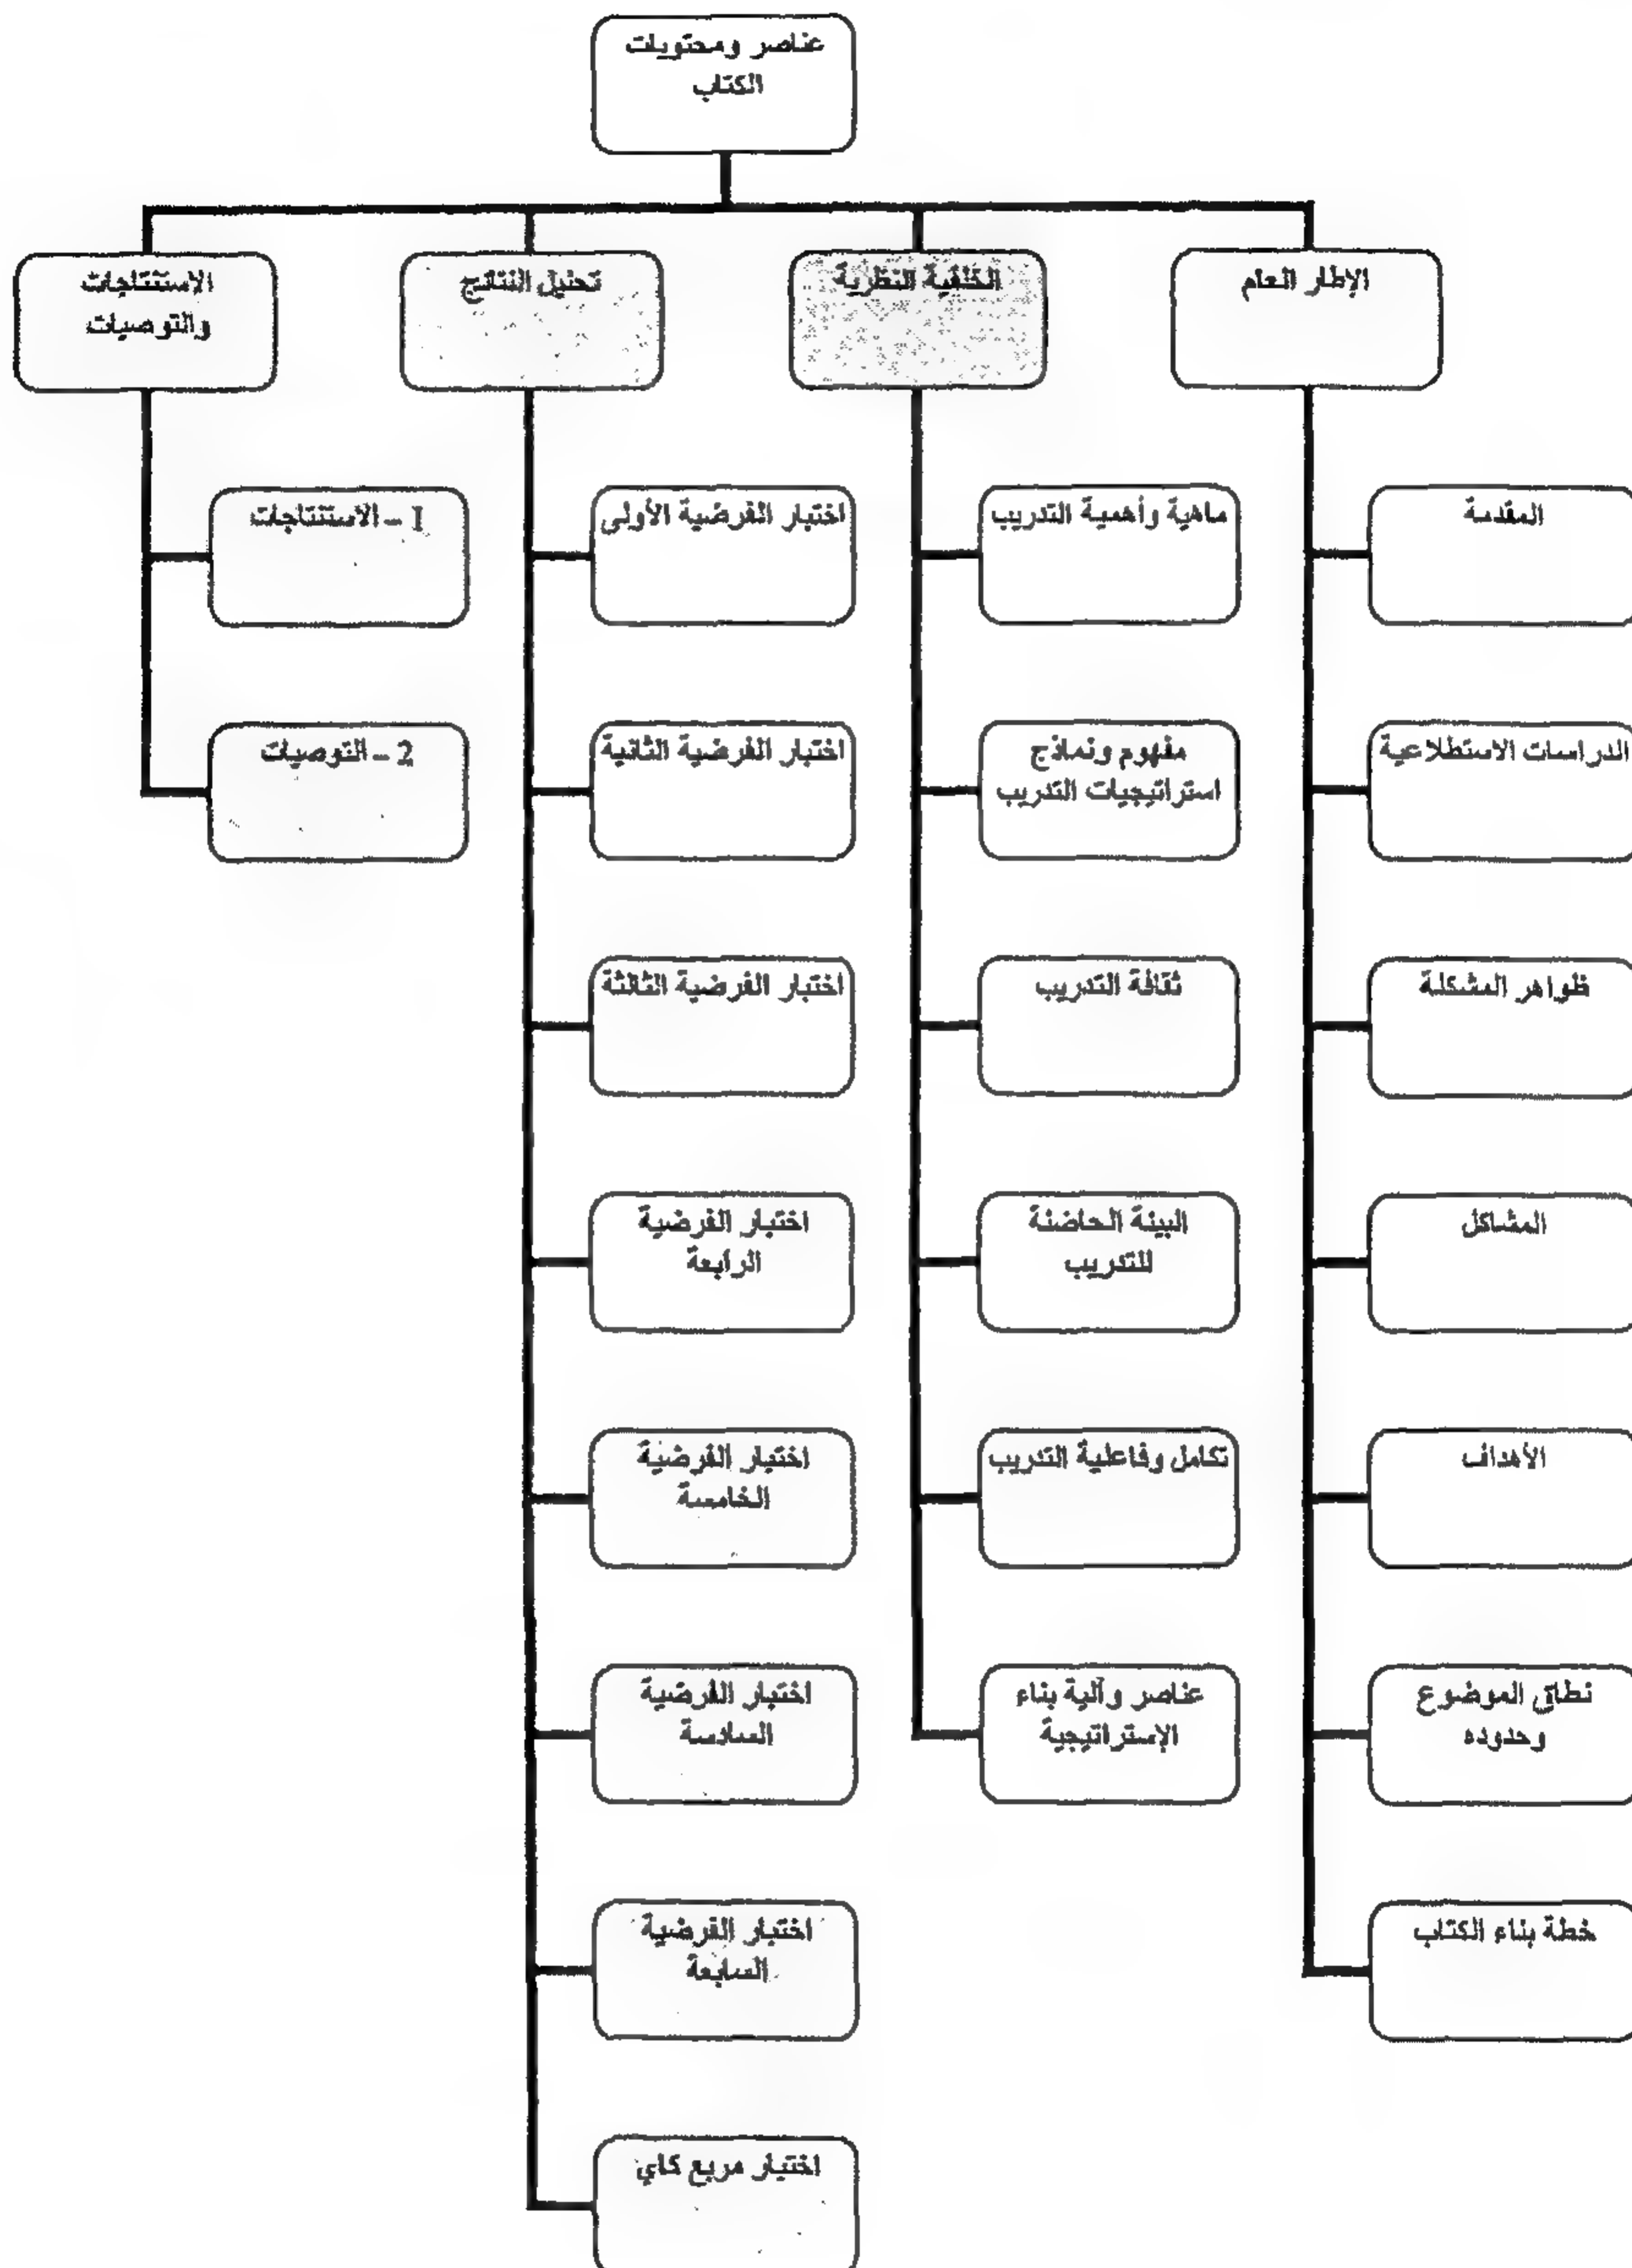 عناصر ومحتويات
الكتاب
الإطار العام
الخلفية النظرية
تحليل النتائج
الاستنتاجات
والتوصيات
المقدمة
الدراسات الاستطلاعية
ظواهر المشكلة
المشاكل
الأهداف
نطاق الموضوع
وحدوده
خطة بناء الكتاب
ماهية وأهمية التدريب
مفهوم ونماذج
استراتيجيات التدريب
ثقافة التدريب
البيئة الحاضنة
للتدريب
تكامل وفاعلية التدريب
عناصر وآلية بناء
الإستراتيجية
اختبار الفرضية الأولى
اختبار الفرضية الثانية
اختبار الفرضية الثالثة
اختبار الفرضية
الرابعة
اختبار الفرضية
الخامسة
اختبار الفرضية
السادسة
اختبار الفرضية
السابعة
اختبار مربع كاي
1 – الاستنتاجات
2 – التوصيات